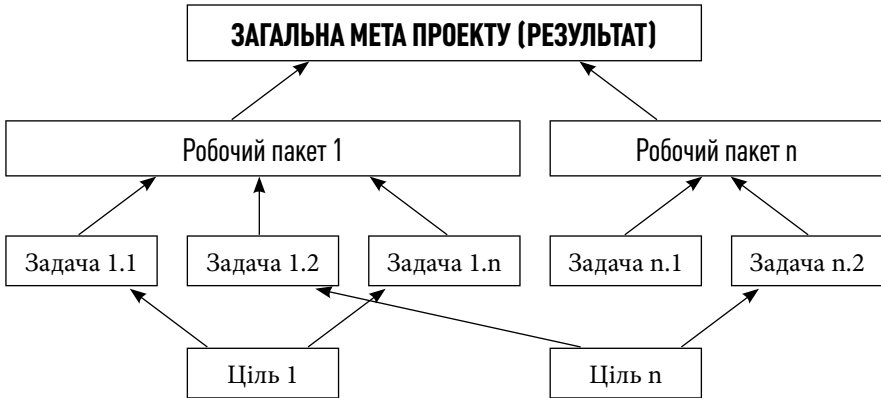 ЗАГАЛЬНА МЕТА ПРОЕКТУ (РЕЗУЛЬТАТ)
Робочий пакет 1
Робочий пакет n
Задача 1.1
Задача 1.2
Задача 1.n
Задача n.1
Задача n.2
Ціль 1
Ціль n